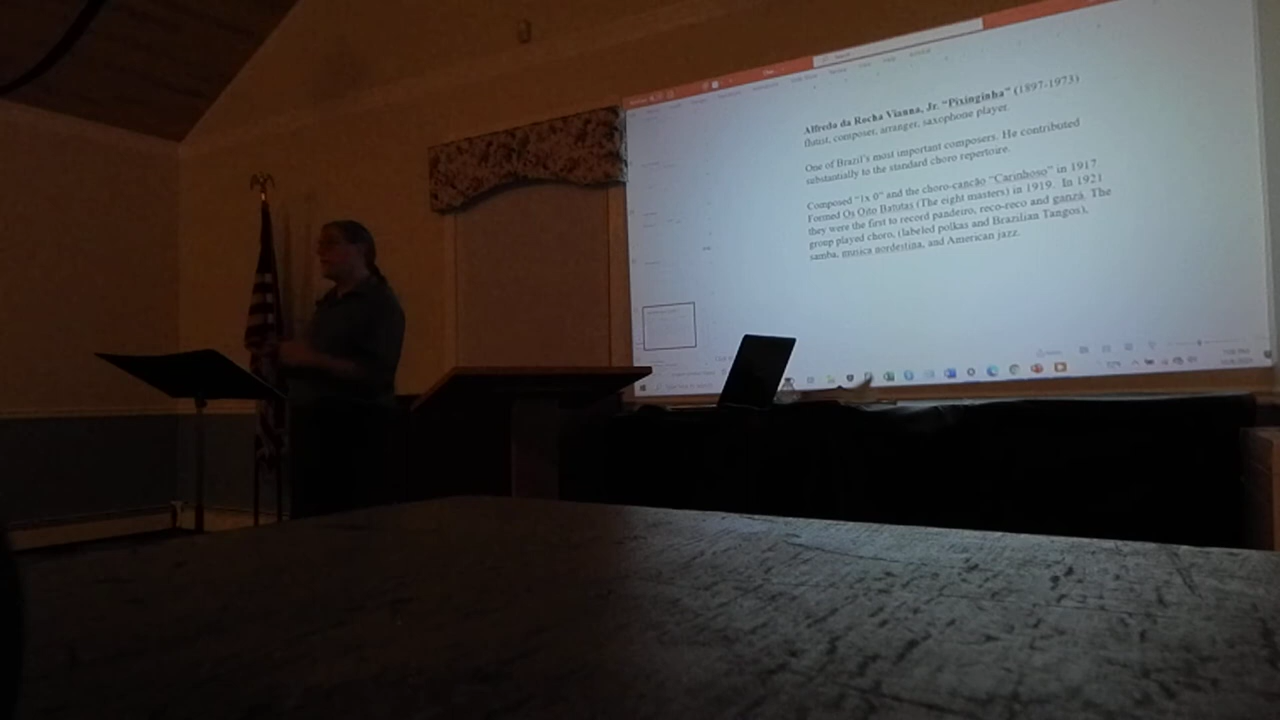 Alfredo da Rocha Vianna, Jr. "Pixinginha" (1897-1973)
flutist, composer, arranger, saxophone player.
One of Brazil's most important composers. He contributed
substantially to the standard choro repertoire.
Composed "1x 0" and the choro-canção "Carinhoso" in 1917
Formed Os Oito Batutas (The eight masters) in 1919. In 1921
they were the first to record pandeiro, reco-reco and ganzá. The
group played choro, (labeled polkas and Brazilian Tangos),
samba, musica nordestina, and American jazz.